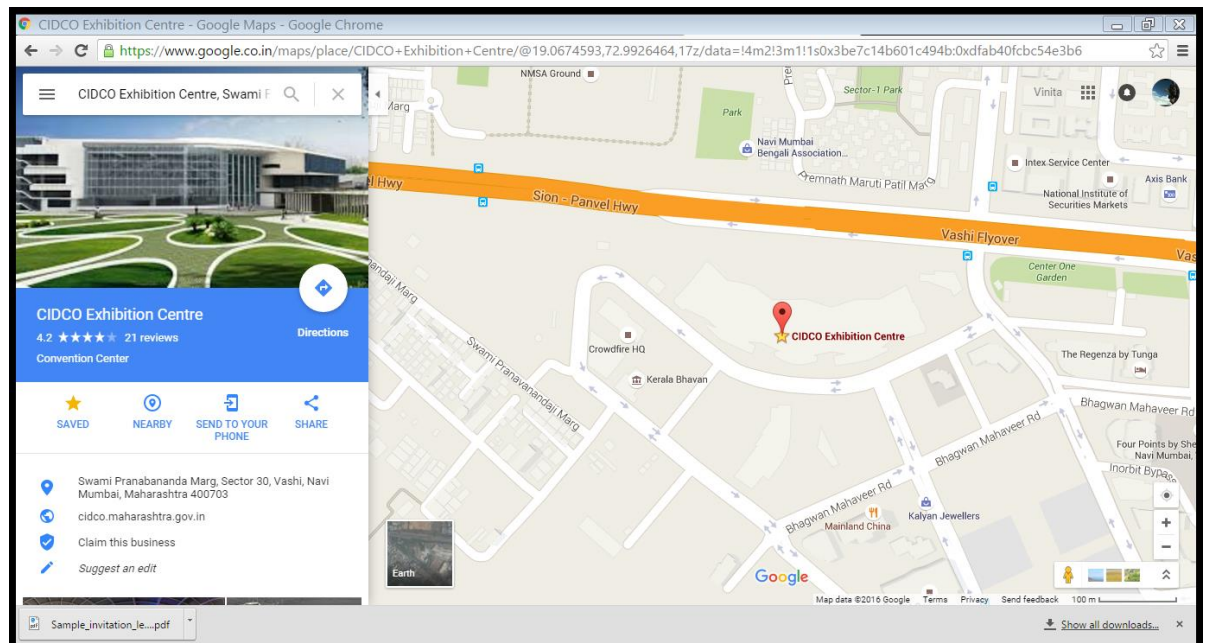 CIDCO Exhibition Centre - Google Maps - Google Chrome
https://www.google.co.in/maps/place/CIDCO+Exhibition+Centre/@19.0674593,72.9926464,17z/data=!4m2!3m1!1s0x3be7c14b601c494b:0xdfab40fcbc54e3b6
CIDCO Exhibition Centre, Swami
CIDCO Exhibition Centre
4.2 21 reviews
Convention Center
Directions
SAVED
NEARBY
SEND TO YOUR
PHONE
SHARE
Swami Pranabananda Marg, Sector 30, Vashi, Navi
Mumbai, Maharashtra 400703
cidco.maharashtra.gov.in
Claim this business
Suggest an edit
NMSA Ground
Marg
Park
Sector-1 Park
Vinita
Navi Mumbai
Bengali Association...
Premnath Maruti Patil Marg
Intex Service Center
Axis Bank
National Institute of
Securities Markets
Hwy
Sion - Panvel Hwy
Vashi Flyover
Center One
Garden
Marg
Swami Pranavanandaji Marg
Crowdfire HQ
Kerala Bhavan
CIDCO Exhibition Centre
The Regenza by Tunga
Bhagwan Mahaveer Rd
Bhagwan Mahaveer Rd
Four Points by
Navi Mumbai,
Inorbit
Bhagwan Mahaveer Rd
Mainland China
Kalyan Jewellers
Earth
Google
Map data ©2016 Google Terms Privacy Send feedback 100 m
Sample_invitation_le....pdf
Show all downloads...